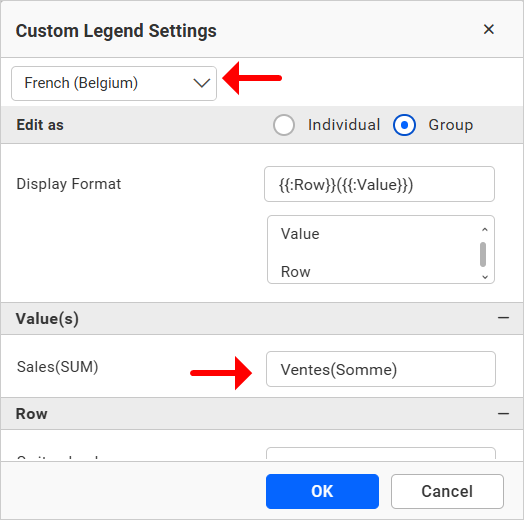 Custom Legend Settings ×
French (Belgium)
Edit as Individual Group
Display Format {{:Row}}({{:Value}})
Value
Row
Value(s) −
Sales(SUM) Ventes(Somme)
Row −
OK Cancel